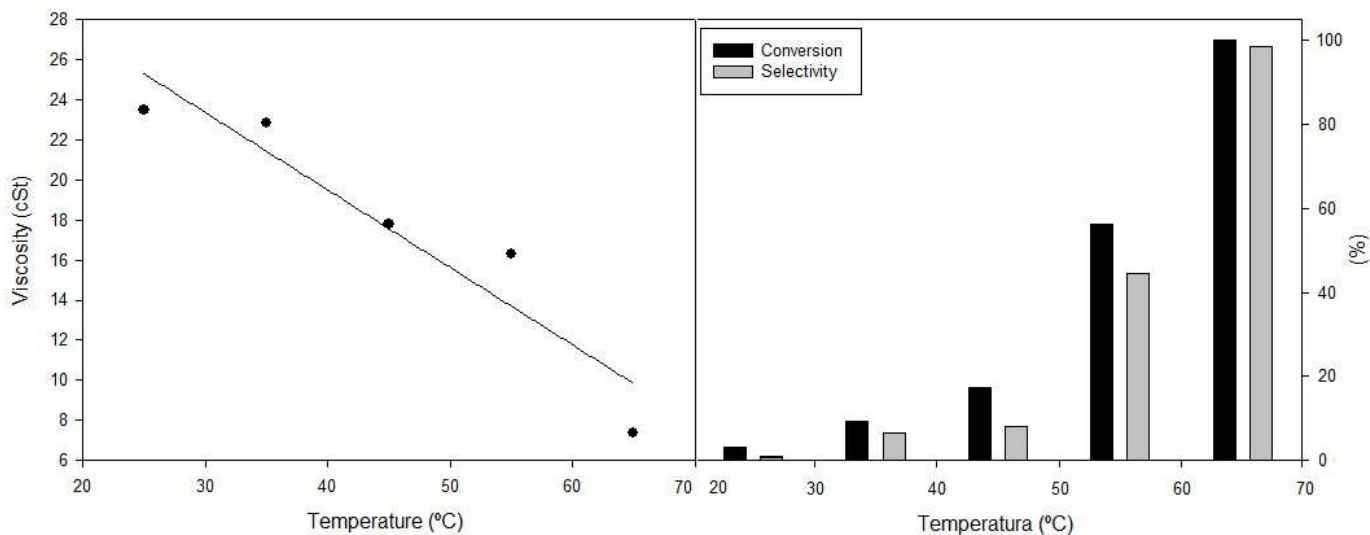 28
26
24
22
20
18
16
14
12
10
8
6
Viscosity (cSt)
20 30 40 50 60 70
Temperature (ºC)
Conversion
Selectivity
100
80
60
40
20
0
(%)
20 30 40 50 60 70
Temperatura (ºC)